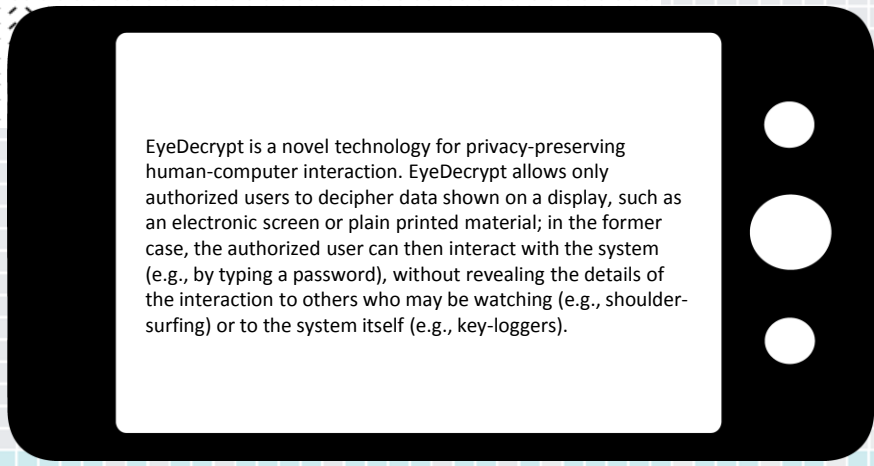 EyeDecrypt is a novel technology for privacy-preserving
human-computer interaction. EyeDecrypt allows only
authorized users to decipher data shown on a display, such as
an electronic screen or plain printed material; in the former
case, the authorized user can then interact with the system
(e.g., by typing a password), without revealing the details of
the interaction to others who may be watching (e.g., shoulder-
surfing) or to the system itself (e.g., key-loggers).